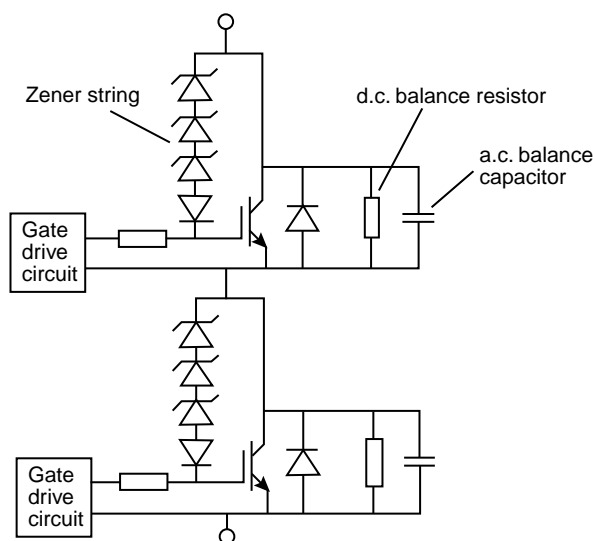 Zener string
d.c. balance resistor
a.c. balance
capacitor
Gate
drive
circuit
Gate
drive
circuit